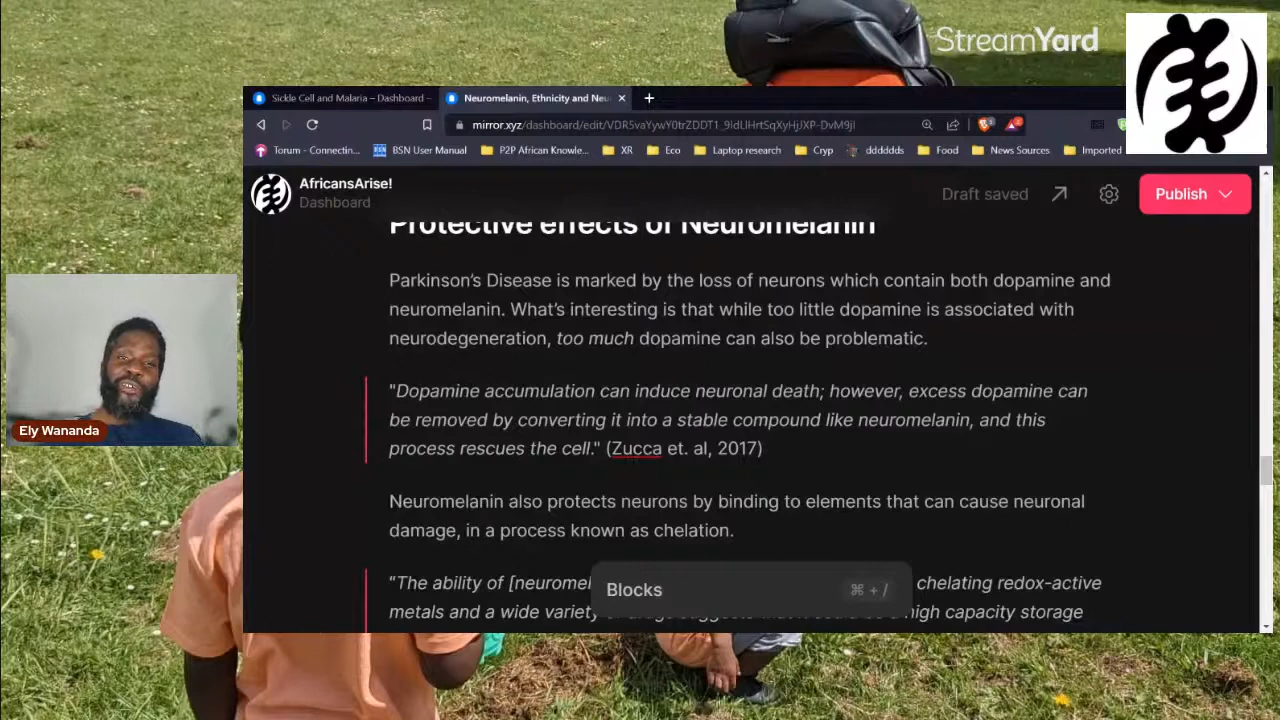 StreamYard
Sickle Cell and Malaria – Dashboard –
Neuromelanin, Ethnicity and Neu
mirror.xyz/dashboard/edit/
Torum - Connectin...
BSN User Manual
P2P African Knowle...
XR
Eco
Laptop research
Cryp
dddddds
Food
News Sources
Imported
AfricansArise!
Dashboard
Draft saved
Publish
Protective effects of Neuromelanin
Parkinson's Disease is marked by the loss of neurons which contain both dopamine and
neuromelanin. What's interesting is that while too little dopamine is associated with
neurodegeneration, too much dopamine can also be problematic.
"Dopamine accumulation can induce neuronal death; however, excess dopamine can
be removed by converting it into a stable compound like neuromelanin, and this
process rescues the cell." (Zucca et. al, 2017)
Neuromelanin also protects neurons by binding to elements that can cause neuronal
damage, in a process known as chelation.
"The ability of [neuromel
chelating redox-active
metals and a wide variety
high capacity storage
Blocks
⌘ + /
Ely Wananda